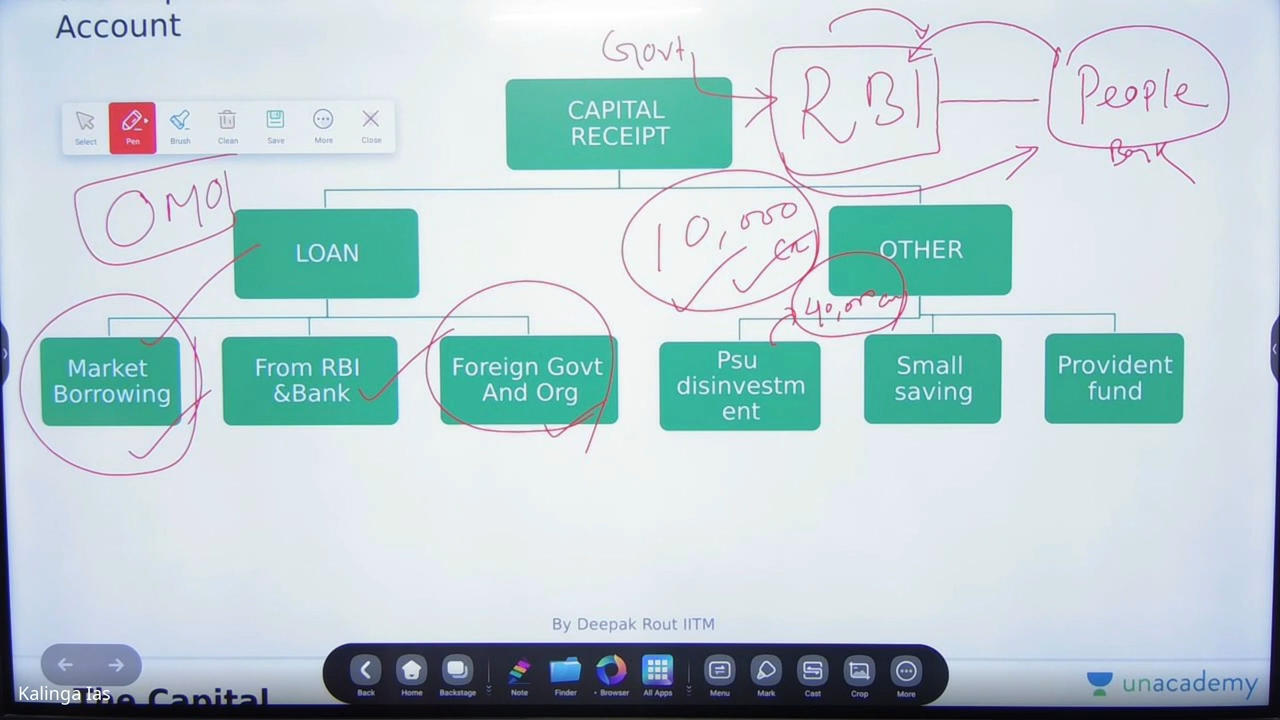 Account
Govt
CAPITAL
RECEIPT
RBI
People
Bank
Select
Pen
Brush
Clean
Save
More
Close
OMO
LOAN
10,000
cr
OTHER
40,000 cr
Market
Borrowing
From RBI
&Bank
Foreign Govt
And Org
Psu
disinvestm
ent
Small
saving
Provident
fund
By Deepak Rout IITM
Back
Home
Backstage
Note
Finder
Browser
All Apps
Menu
Mark
Cast
Crop
More
Kalinga Ias
Capital
unacademy